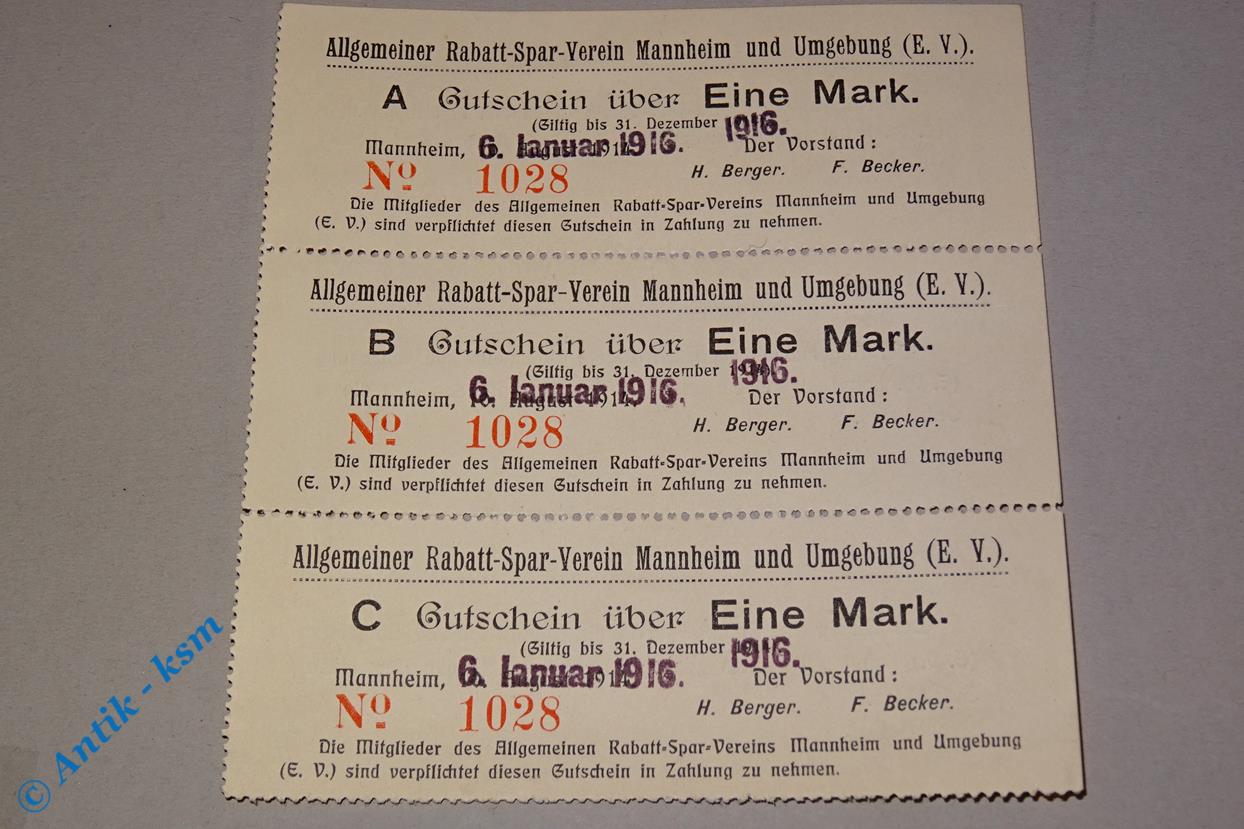 Allgemeiner Rabatt-Spar-Verein Mannheim und Umgebung (E. V.).
A Gutschein über Eine Mark.
(Giltig bis 31. Dezember 1916.
Mannheim, 6. Januar 1916. Der Vorstand:
No 1028 H. Berger. F. Becker.
Die Mitglieder des Allgemeinen Rabatt-Spar-Vereins Mannheim und Umgebung
(E. V.) sind verpflichtet diesen Gutschein in Zahlung zu nehmen.
Allgemeiner Rabatt-Spar-Verein Mannheim und Umgebung (E. V.).
B Gutschein über Eine Mark.
(Giltig bis 31. Dezember 1916.
Mannheim, 6. Januar 1916. Der Vorstand:
No 1028 H. Berger. F. Becker.
Die Mitglieder des Allgemeinen Rabatt-Spar-Vereins Mannheim und Umgebung
(E. V.) sind verpflichtet diesen Gutschein in Zahlung zu nehmen.
Allgemeiner Rabatt-Spar-Verein Mannheim und Umgebung (E. V.).
C Gutschein über Eine Mark.
(Giltig bis 31. Dezember 1916.
Mannheim, 6. Januar 1916. Der Vorstand:
No 1028 H. Berger. F. Becker.
Die Mitglieder des Allgemeinen Rabatt-Spar-Vereins Mannheim und Umgebung
(E. V.) sind verpflichtet diesen Gutschein in Zahlung zu nehmen.
© Antik - ksm